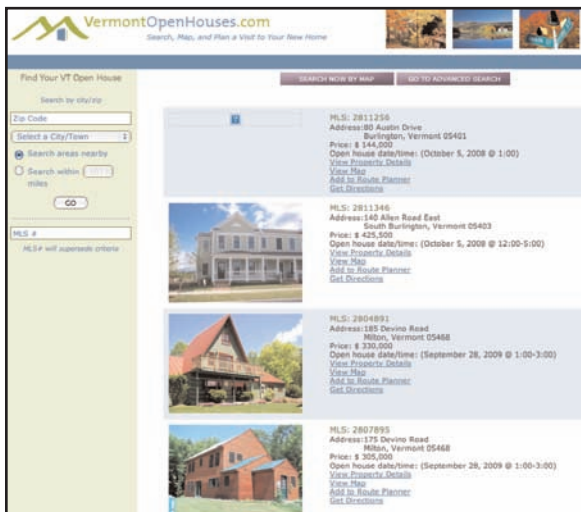 VermontOpenHouses.com
Search, Map, and Plan a Visit to Your New Home
Find Your VT Open House
Search by city/zip
Zip Code
Select a City/Town
Search areas nearby
Search within
miles
GO
MLS #
MLS# will supersede criteria
SEARCH NOW BY MAP
GO TO ADVANCED SEARCH
MLS: 2811256
Address:80 Austin Drive
Burlington, Vermont 05401
Price: $ 144,000
Open house date/time: (October 5, 2008 @ 1:00)
View Property Details
View Map
Add to Route Planner
Get Directions
MLS: 2811346
Address:140 Allen Road East
South Burlington, Vermont 05403
Price: $ 425,500
Open house date/time: (October 5, 2008 @ 12:00-5:00)
View Property Details
View Map
Add to Route Planner
Get Directions
MLS: 2804891
Address:185 Devino Road
Milton, Vermont 05468
Price: $ 330,000
Open house date/time: (September 28, 2009 @ 1:00-3:00)
View Property Details
View Map
Add to Route Planner
Get Directions
MLS: 2807895
Address:175 Devino Road
Milton, Vermont 05468
Price: $ 305,000
Open house date/time: (September 28, 2009 @ 1:00-3:00)
View Property Details
View Map
Add to Route Planner
Get Directions